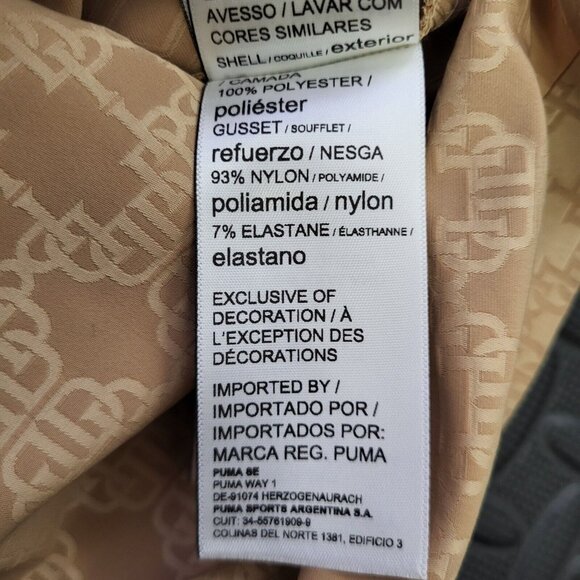 AVESSO / LAVAR COM
CORES SIMILARES
SHELL / COQUILLE / exterior
/ CAMADA
100% POLYESTER /
poliéster
GUSSET / SOUFFLET /
refuerzo / NESGA
93% NYLON / POLYAMIDE /
poliamida / nylon
7% ELASTANE / ÉLASTHANNE /
elastano
EXCLUSIVE OF
DECORATION / À
L'EXCEPTION DES
DÉCORATIONS
IMPORTED BY /
IMPORTADO POR /
IMPORTADOS POR:
MARCA REG. PUMA
PUMA SE
PUMA WAY 1
DE-91074 HERZOGENAURACH
PUMA SPORTS ARGENTINA S.A.
CUIT: 34-55761909-9
COLINAS DEL NORTE 1381, EDIFICIO 3